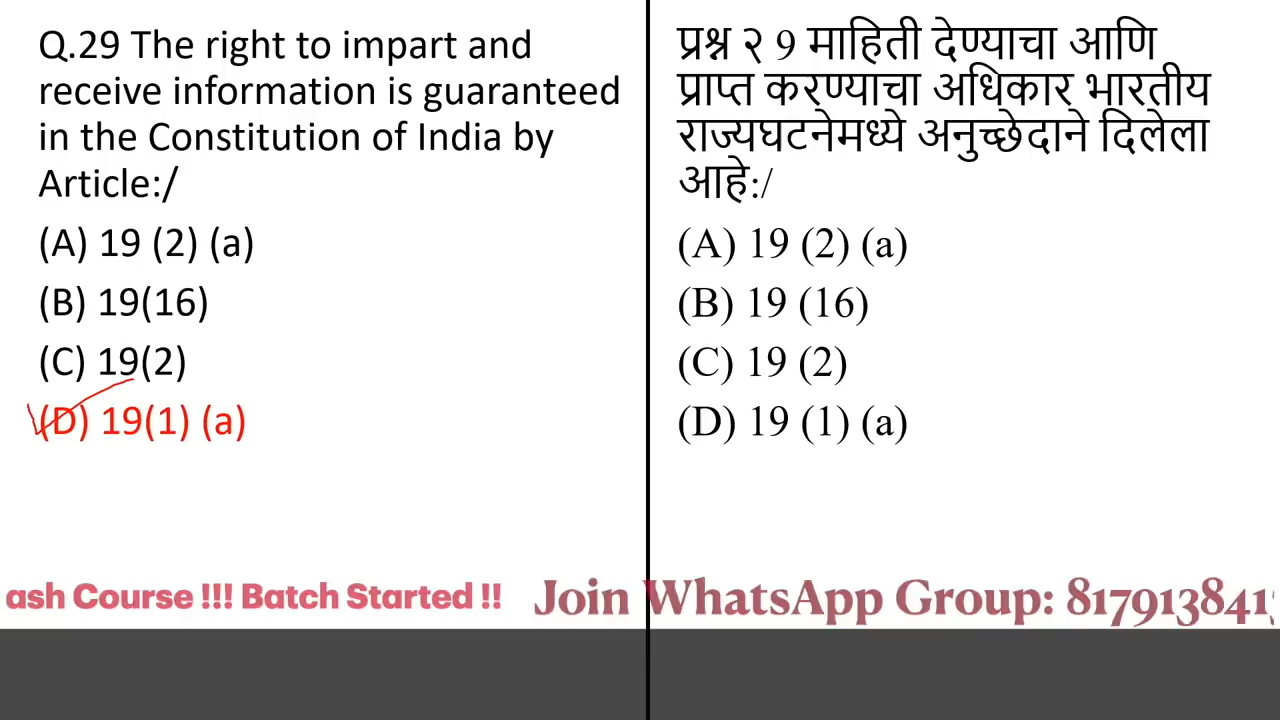 Q.29 The right to impart and
receive information is guaranteed
in the Constitution of India by
Article:/
(A) 19 (2) (a)
(B) 19(16)
(C) 19(2)
(D) 19(1) (a)
प्रश्न २ 9 माहिती देण्याचा आणि
प्राप्त करण्याचा अधिकार भारतीय
राज्यघटनेमध्ये अनुच्छेदाने दिलेला
आहे:/
(A) 19 (2) (a)
(B) 19 (16)
(C) 19 (2)
(D) 19 (1) (a)
ash Course !!! Batch Started !!
Join WhatsApp Group: 817913841